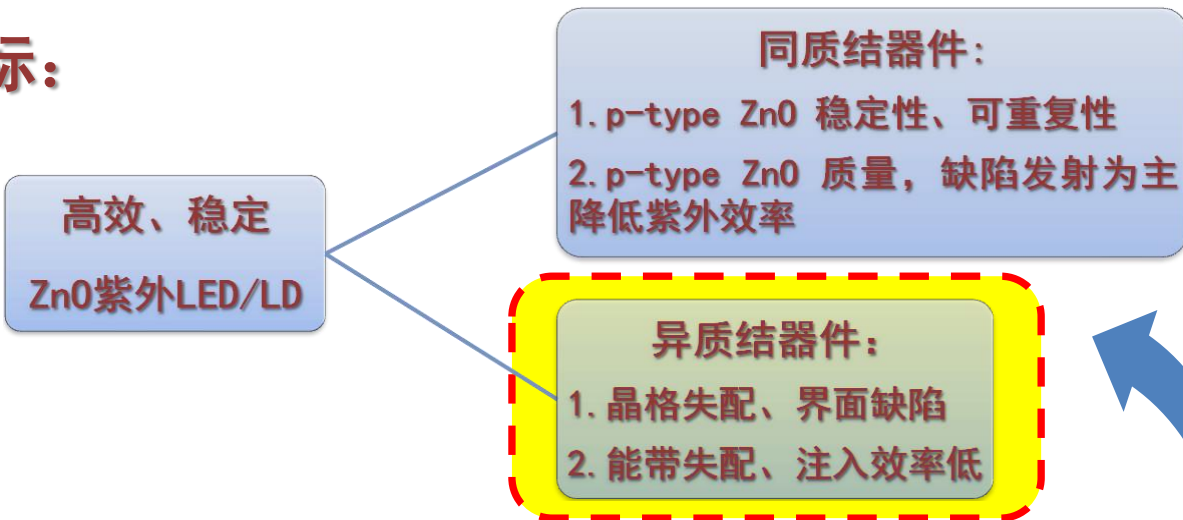 示：
高效、稳定
ZnO紫外LED/LD
同质结器件:
1.p-type ZnO 稳定性、可重复性
2.p-type ZnO 质量，缺陷发射为主
降低紫外效率
异质结器件：
1.晶格失配、界面缺陷
2.能带失配、注入效率低